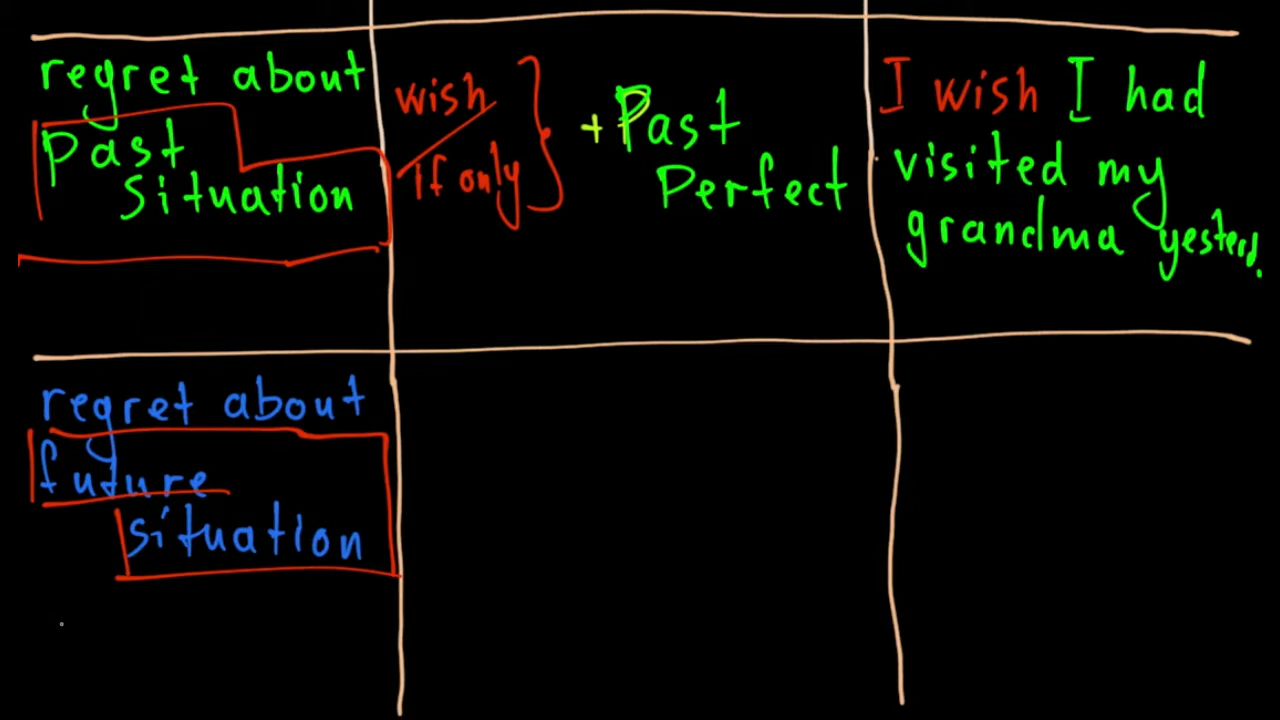 regret about
past
situation
wish
if only
+ Past
Perfect
I wish I had
visited my
grandma yesterd.
regret about
future
situation